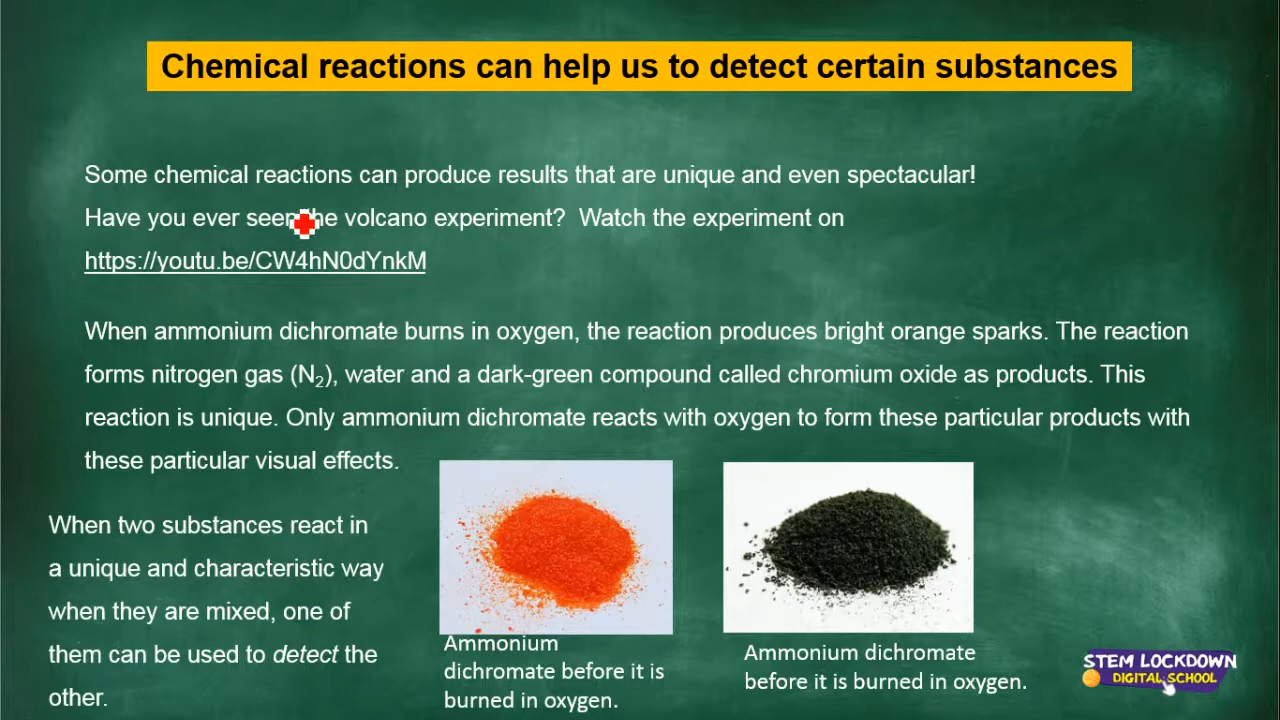 Chemical reactions can help us to detect certain substances
Some chemical reactions can produce results that are unique and even spectacular!
Have you ever seen the volcano experiment? Watch the experiment on
https://youtu.be/CW4hN0dYnkM
When ammonium dichromate burns in oxygen, the reaction produces bright orange sparks. The reaction
forms nitrogen gas (N₂), water and a dark-green compound called chromium oxide as products. This
reaction is unique. Only ammonium dichromate reacts with oxygen to form these particular products with
these particular visual effects.
When two substances react in
a unique and characteristic way
when they are mixed, one of
them can be used to detect the
other.
Ammonium
dichromate before it is
burned in oxygen.
Ammonium dichromate
before it is burned in oxygen.
STEM LOCKDOWN
DIGITAL SCHOOL